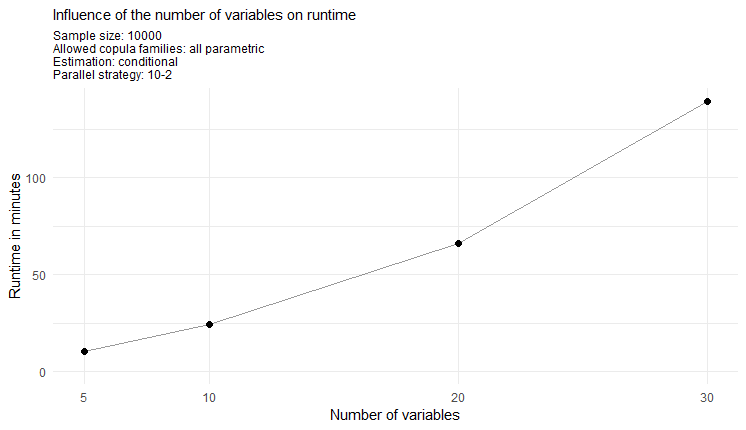 Influence of the number of variables on runtime
Sample size: 10000
Allowed copula families: all parametric
Estimation: conditional
Parallel strategy: 10-2
Runtime in minutes
100
50
0
5 10 20 30
Number of variables